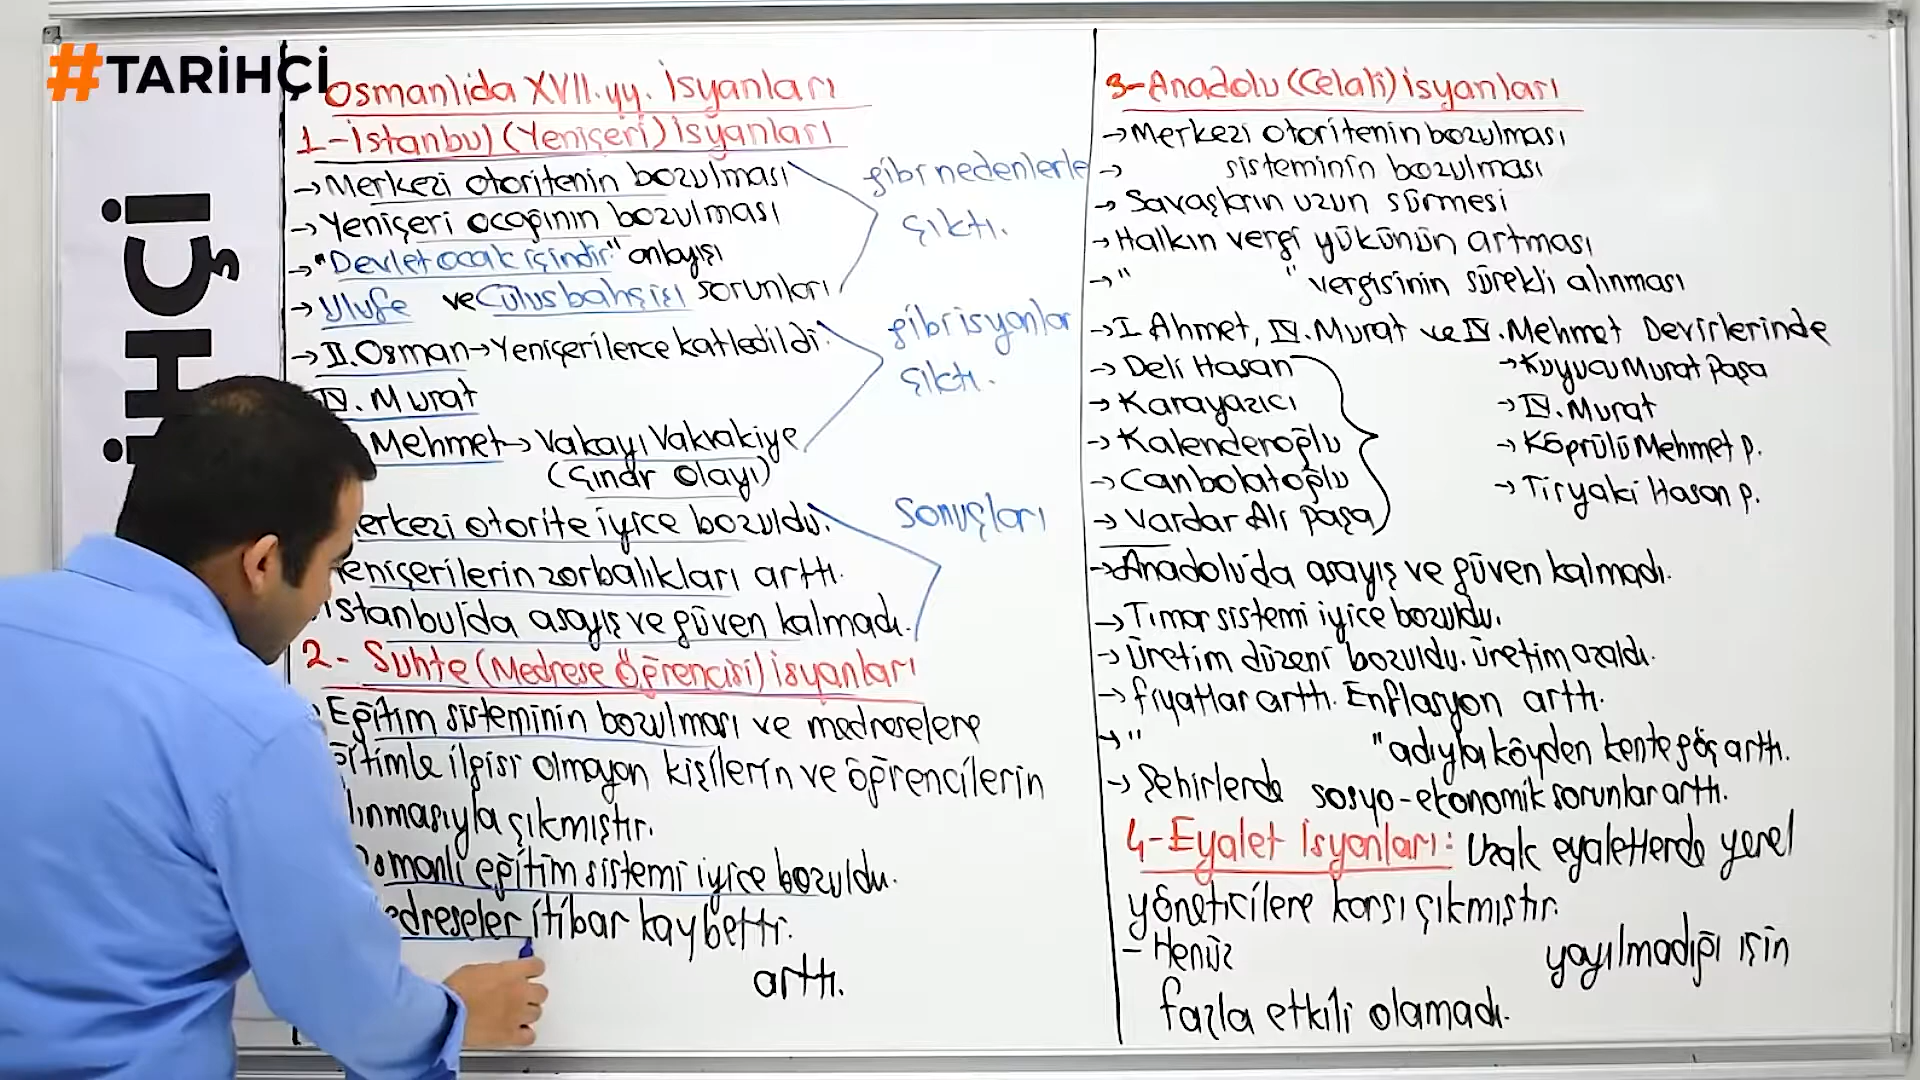 #TARİHÇİ
İHÇİ
Osmanlıda XVII.yy. İsyanları
1-İstanbul (Yeniçeri) İsyanları
→Merkezi otoritenin bozulması
→Yeniçeri ocağının bozulması
→"Devlet ocak içindir" anlayışı
→Ulufe ve Cülus bahşişi sorunları
gibi nedenlerle
çıktı.
→II.Osman→Yeniçerilerce katledildi.
IV.Murat
Mehmet→Vakayı Vakvakiye
(Çınar Olayı)
gibi isyanlar
çıktı.
erkezi otorite iyice bozuldu.
eniçerilerin zorbalıkları arttı.
İstanbul'da asayiş ve güven kalmadı.
Sonuçları
2- Suhte (Medrese Öğrencisi) İsyanları
Eğitim sisteminin bozulması ve medreselere
ğitimle ilgisi olmayan kişilerin ve öğrencilerin
lınmasıyla çıkmıştır.
smanlı eğitim sistemi iyice bozuldu.
edreseler itibar kaybetti.
arttı.
3-Anadolu (Celali) İsyanları
→Merkezi otoritenin bozulması
→ sisteminin bozulması
→Savaşların uzun sürmesi
→Halkın vergi yükünün artması
→" " vergisinin sürekli alınması
→I.Ahmet, IV.Murat ve IV.Mehmet Devirlerinde
→Deli Hasan
→Karayazıcı
→Kalenderoğlu
→Canbolatoğlu
→Vardar Ali Paşa
→Kuyucu Murat Paşa
→IV.Murat
→Köprülü Mehmet P.
→Tiryaki Hasan P.
→Anadolu'da asayiş ve güven kalmadı.
→Tımar sistemi iyice bozuldu.
→Üretim düzeni bozuldu. Üretim azaldı.
→Fiyatlar arttı. Enflasyon arttı.
→" " adıyla köyden kente göç arttı.
→Şehirlerde sosyo-ekonomik sorunlar arttı.
4-Eyalet İsyanları: Uzak eyaletlerde yerel
yöneticilere karşı çıkmıştır.
- Henüz yayılmadığı için
fazla etkili olamadı.